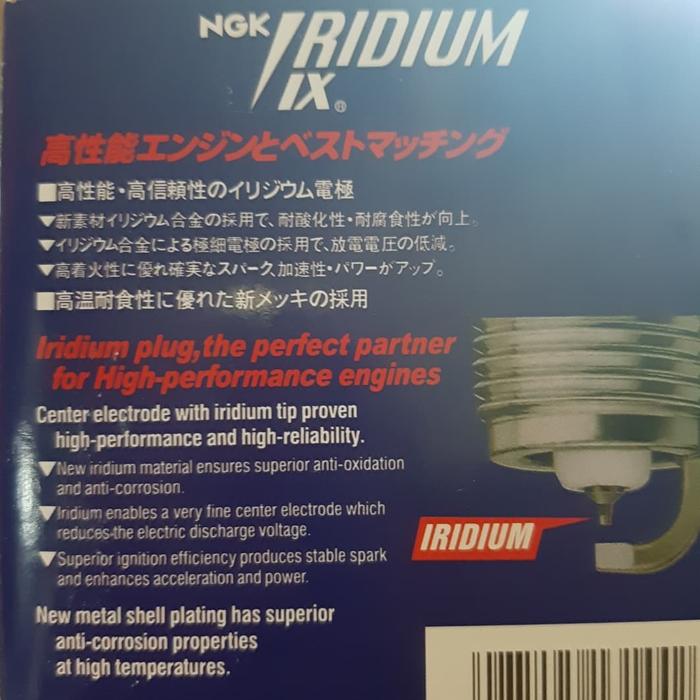 NGK IRIDIUM
IX®
高性能エンジンとベストマッチング
■高性能・高信頼性のイリジウム電極
▼新素材イリジウム合金の採用で、耐酸化性・耐腐食性が向上。
▼イリジウム合金による極細電極の採用で、放電電圧の低減。
▼高着火性に優れ確実なスパーク、加速性・パワーがアップ。
■高温耐食性に優れた新メッキの採用
Iridium plug,the perfect partner
for High-performance engines
Center electrode with iridium tip proven
high-performance and high-reliability.
▼New iridium material ensures superior anti-oxidation
and anti-corrosion.
▼Iridium enables a very fine center electrode which
reduces the electric discharge voltage.
▼Superior ignition efficiency produces stable spark
and enhances acceleration and power.
New metal shell plating has superior
anti-corrosion properties
at high temperatures.
IRIDIUM